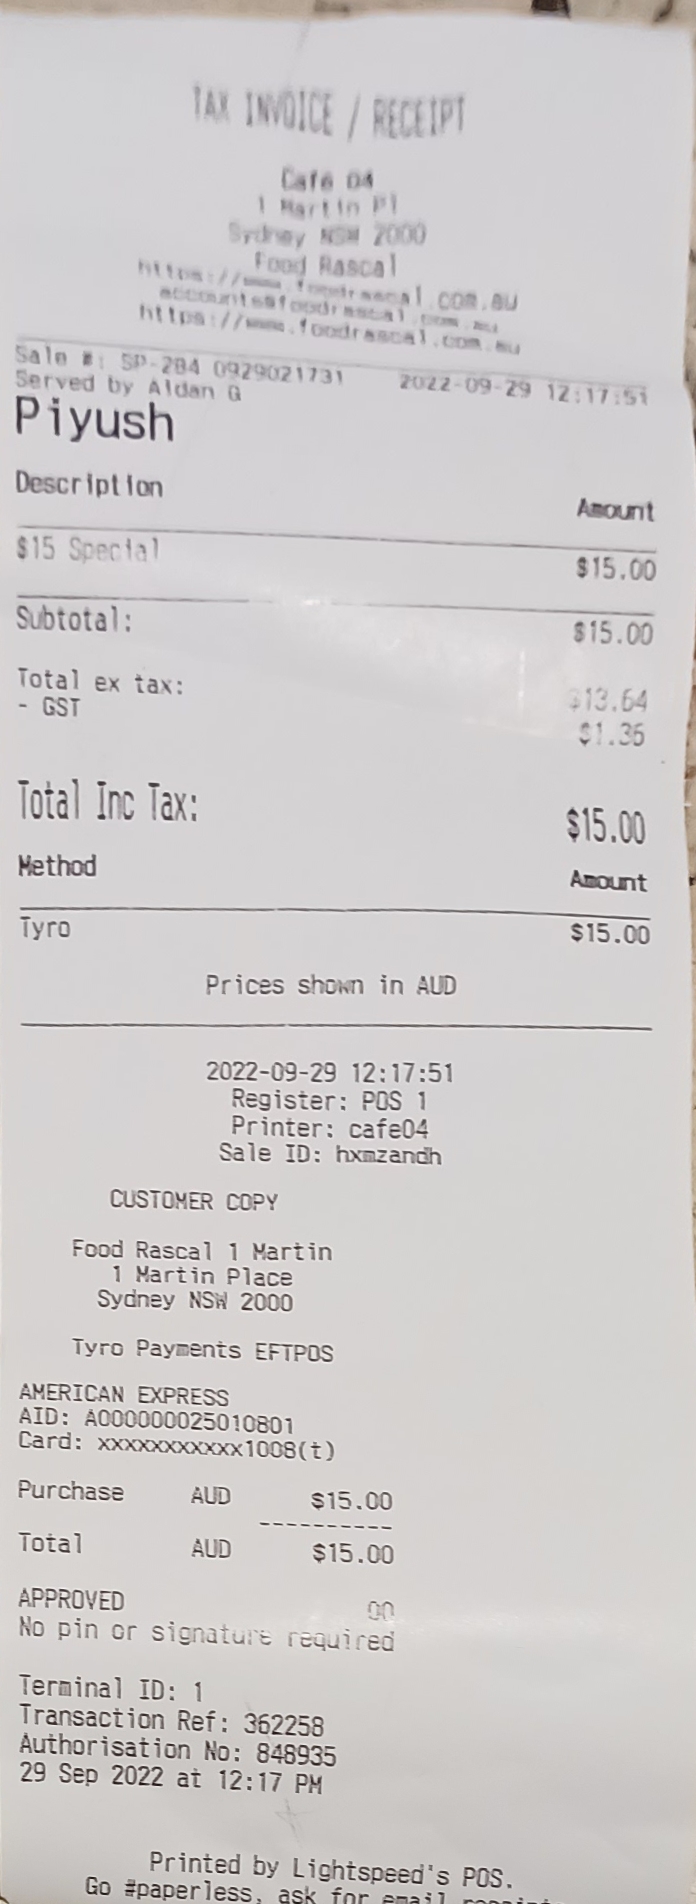 TAX INVOICE / RECEIPT
Cafe 04
1 Martin Pl
Sydney NSW 2000
Food Rascal
https://www.foodrascal.com.au
accounts@foodrascal.com.au
https://www.foodrascal.com.au
Sale #: SP-284 0929021731 2022-09-29 12:17:51
Served by Aidan G
Piyush
Description Amount
$15 Special $15.00
Subtotal: $15.00
Total ex tax: $13.64
- GST $1.36
Total Inc Tax: $15.00
Method Amount
Tyro $15.00
Prices shown in AUD
2022-09-29 12:17:51
Register: POS 1
Printer: cafe04
Sale ID: hxmzandh
CUSTOMER COPY
Food Rascal 1 Martin
1 Martin Place
Sydney NSW 2000
Tyro Payments EFTPOS
AMERICAN EXPRESS
AID: A000000025010801
Card: xxxxxxxxxxx1008(t)
Purchase AUD $15.00
----------
Total AUD $15.00
APPROVED 00
No pin or signature required
Terminal ID: 1
Transaction Ref: 362258
Authorisation No: 848935
29 Sep 2022 at 12:17 PM
Printed by Lightspeed's POS.
Go #paperless, ask for email